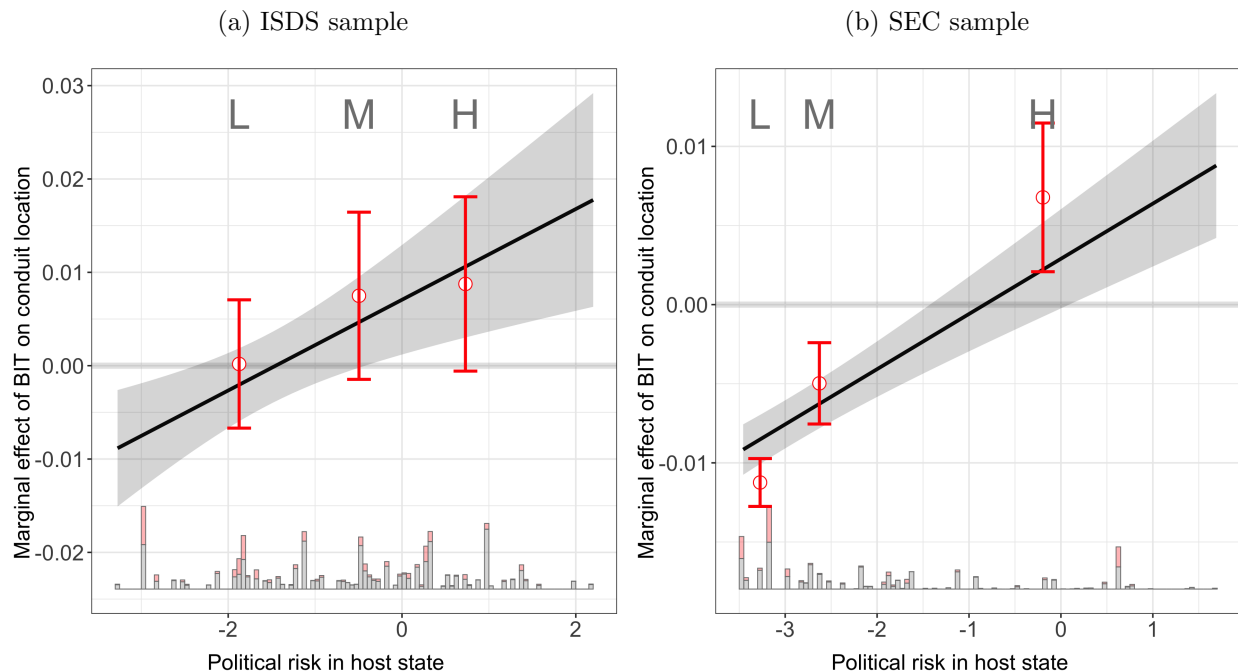 (a) ISDS sample
(b) SEC sample
L M H
L M H
0.03
0.02
0.01
0.00
-0.01
-0.02
0.01
0.00
-0.01
Marginal effect of BIT on conduit location
Marginal effect of BIT on conduit location
-2 0 2
-3 -2 -1 0 1
Political risk in host state
Political risk in host state